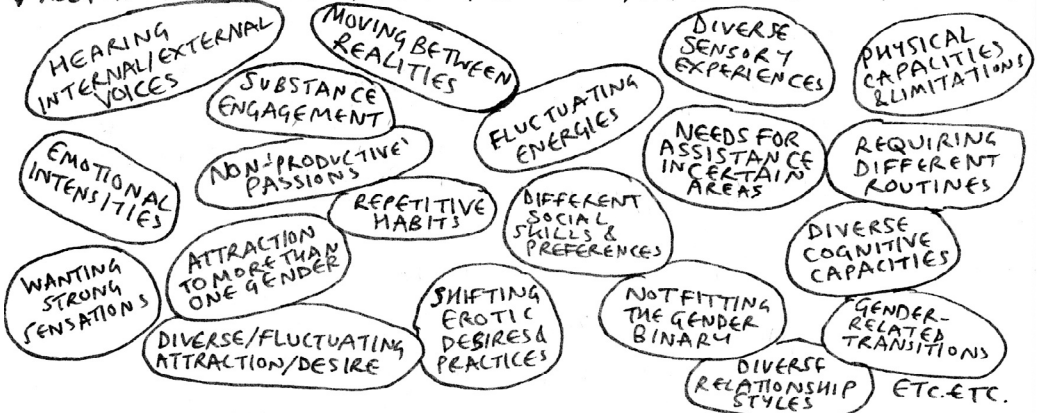 HEARING
INTERNAL/EXTERNAL
VOICES
MOVING BETWEEN
REALITIES
DIVERSE
SENSORY
EXPERIENCES
PHYSICAL
CAPACITIES
& LIMITATIONS
SUBSTANCE
ENGAGEMENT
FLUCTUATING
ENERGIES
NEEDS FOR
ASSISTANCE
IN CERTAIN
AREAS
REQUIRING
DIFFERENT
ROUTINES
EMOTIONAL
INTENSITIES
NON-'PRODUCTIVE'
PASSIONS
REPETITIVE
HABITS
DIFFERENT
SOCIAL
SKILLS &
PREFERENCES
DIVERSE
COGNITIVE
CAPACITIES
WANTING
STRONG
SENSATIONS
ATTRACTION
TO MORE THAN
ONE GENDER
SHIFTING
EROTIC
DESIRES &
PRACTICES
NOT FITTING
THE GENDER
BINARY
GENDER-
RELATED
TRANSITIONS
DIVERSE/FLUCTUATING
ATTRACTION/DESIRE
DIVERSE
RELATIONSHIP
STYLES
ETC. ETC.